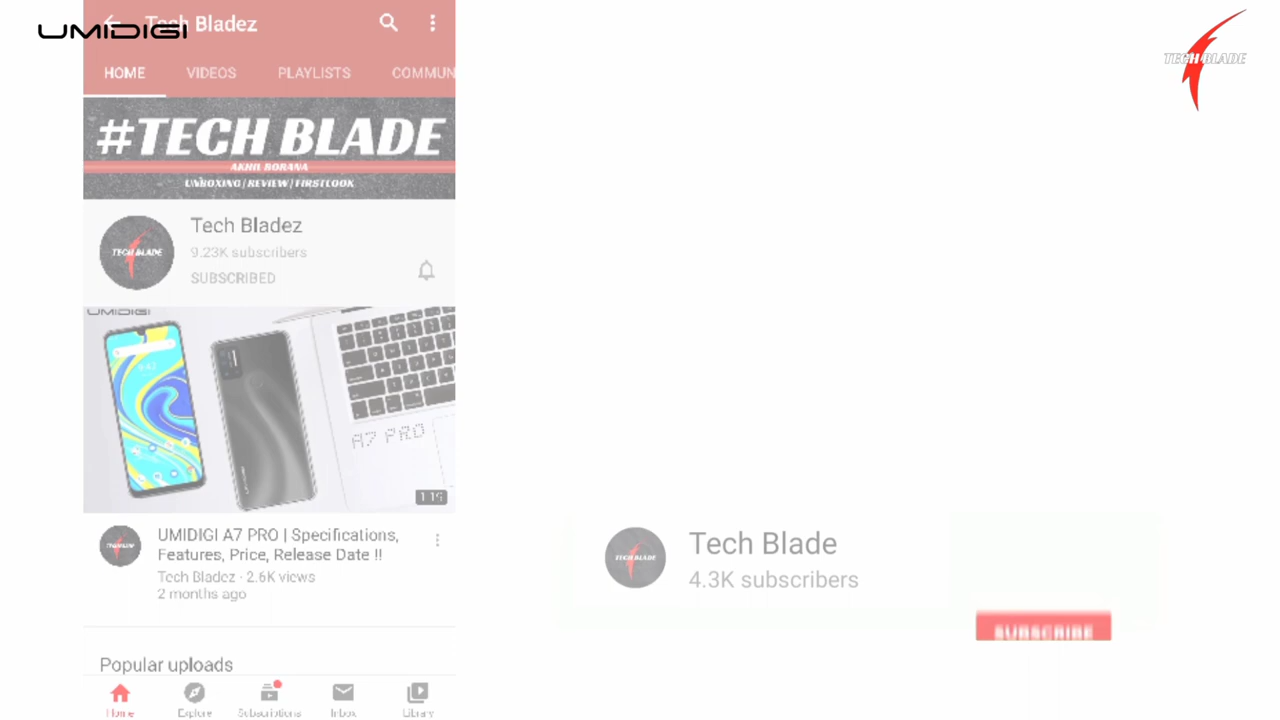 UMIDIGI
Tech Bladez
HOME VIDEOS PLAYLISTS COMMUN
#TECH BLADE
AKHIL BORANA
UNBOXING | REVIEW | FIRSTLOOK
TECH BLADE
Tech Bladez
9.23K subscribers
SUBSCRIBED
UMIDIGI
A7 PRO
1:15
UMIDIGI A7 PRO | Specifications,
Features, Price, Release Date !!
Tech Bladez · 2.6K views
2 months ago
Popular uploads
Home Explore Subscriptions Inbox Library
TECH BLADE
TECH BLADE
Tech Blade
4.3K subscribers
SUBSCRIBE